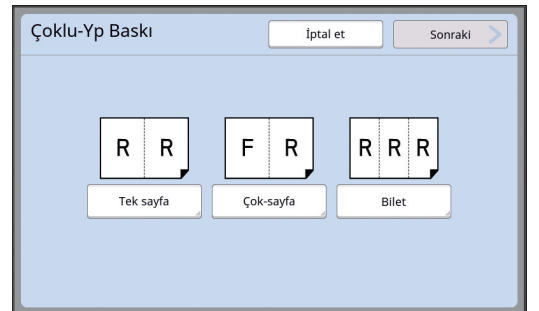 Çoklu-Yp Baskı
İptal et
Sonraki
R R
F R
R R R
Tek sayfa
Çok-sayfa
Bilet